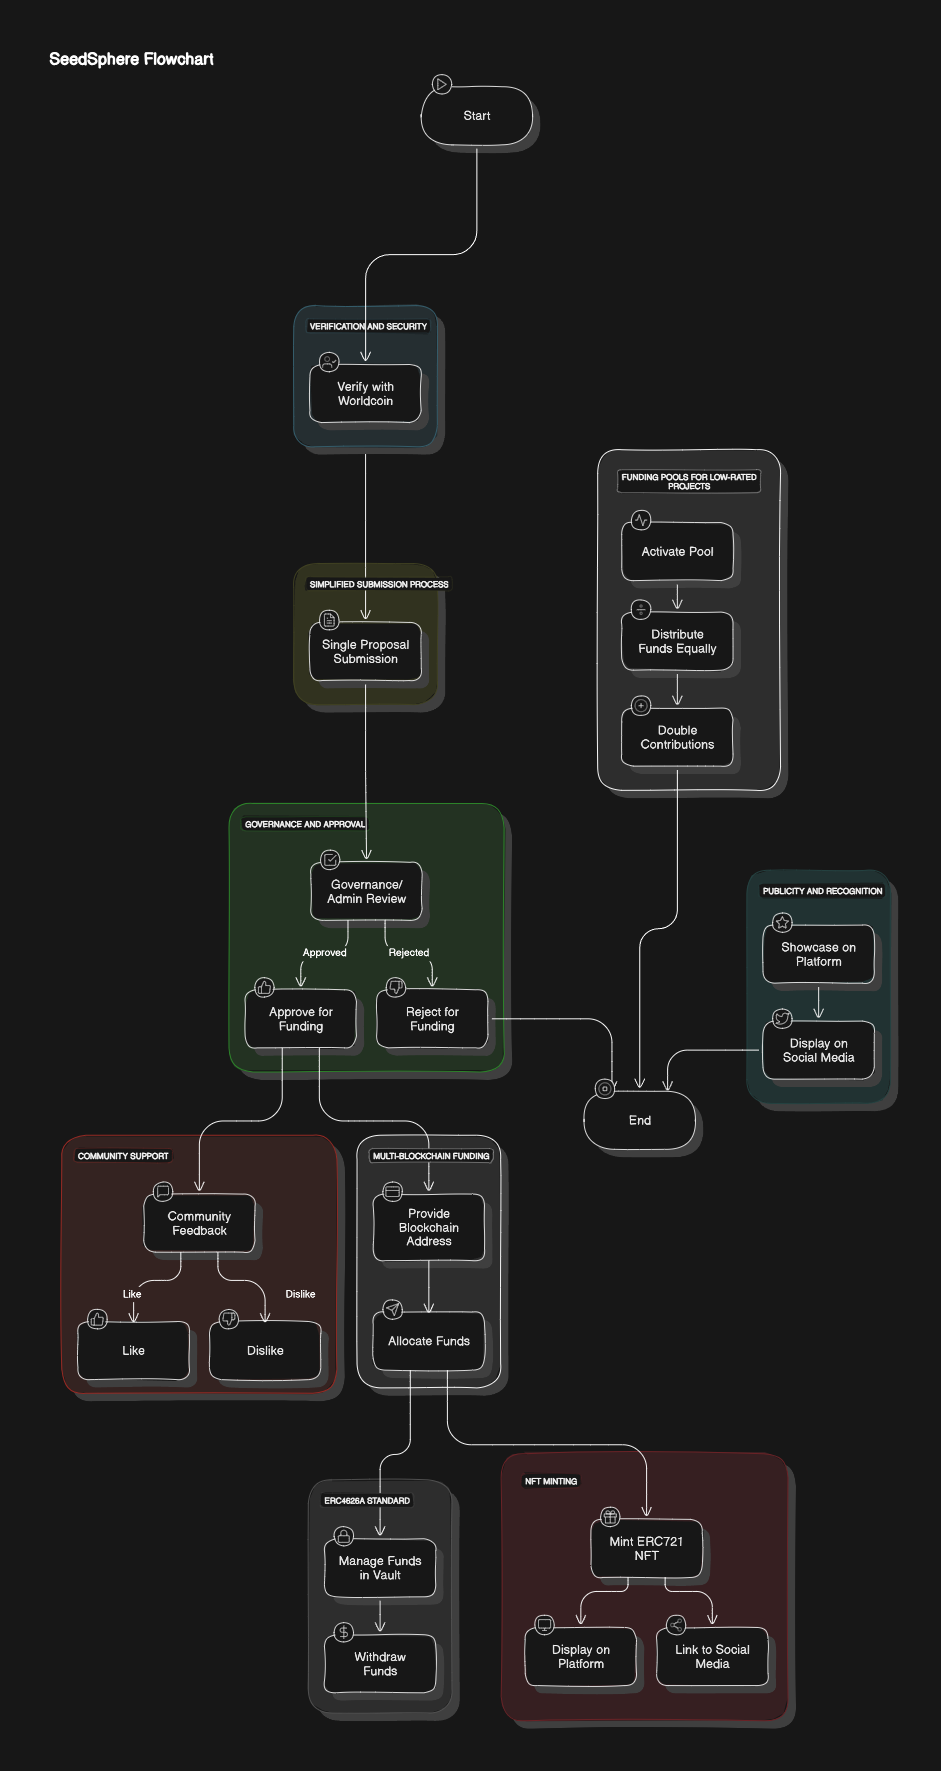 SeedSphere Flowchart
Start
VERIFICATION AND SECURITY
Verify with
Worldcoin
SIMPLIFIED SUBMISSION PROCESS
Single Proposal
Submission
FUNDING POOLS FOR LOW-RATED
PROJECTS
Activate Pool
Distribute
Funds Equally
Double
Contributions
GOVERNANCE AND APPROVAL
Governance/
Admin Review
Approved
Rejected
Approve for
Funding
Reject for
Funding
PUBLICITY AND RECOGNITION
Showcase on
Platform
Display on
Social Media
End
COMMUNITY SUPPORT
Community
Feedback
Like
Dislike
Like
Dislike
MULTI-BLOCKCHAIN FUNDING
Provide
Blockchain
Address
Allocate Funds
ERC4626A STANDARD
Manage Funds
in Vault
Withdraw
Funds
NFT MINTING
Mint ERC721
NFT
Display on
Platform
Link to Social
Media